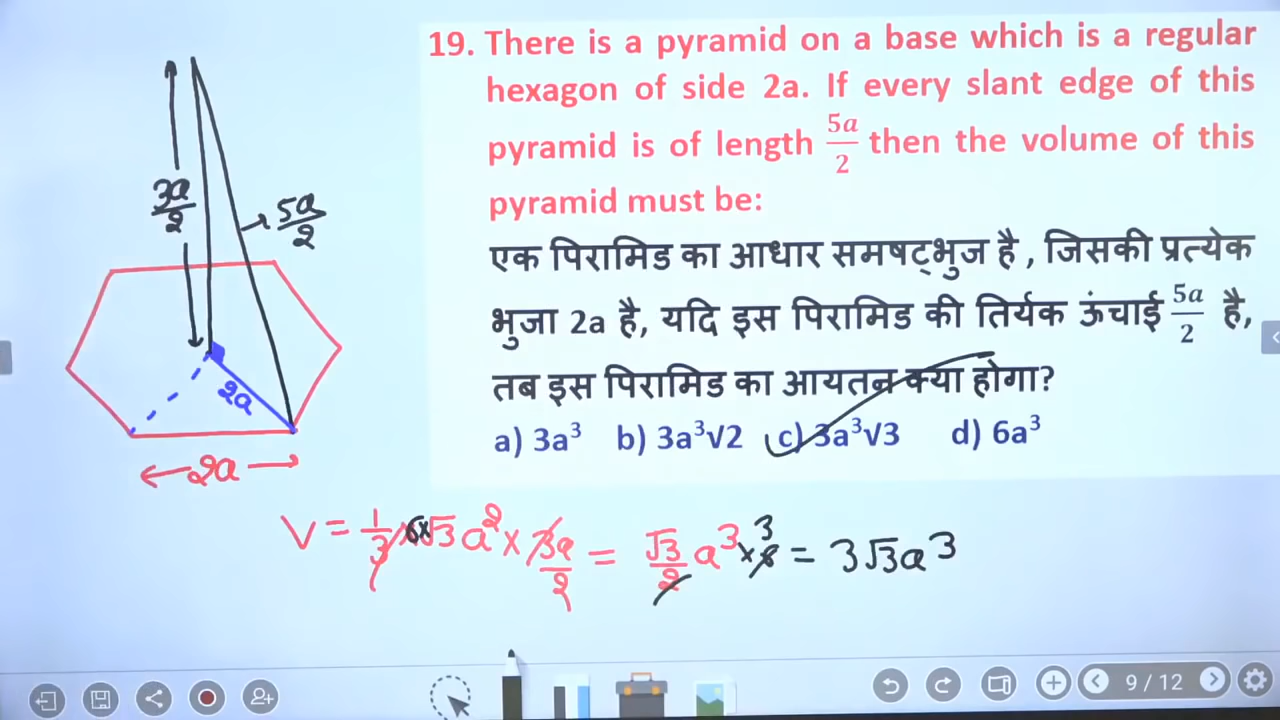 19. There is a pyramid on a base which is a regular
hexagon of side 2a. If every slant edge of this
pyramid is of length 5a/2 then the volume of this
pyramid must be:
एक पिरामिड का आधार समषट्भुज है , जिसकी प्रत्येक
भुजा 2a है, यदि इस पिरामिड की तिर्यक ऊंचाई 5a/2 है,
तब इस पिरामिड का आयतन क्या होगा?
a) 3a³ b) 3a³√2 c) 3a³√3 d) 6a³
3a/2
5a/2
2a
2a
V = 1/3 × 6 × √3 a² × 3a/2 = √3/2 a³ × 6 3 = 3√3 a³
9 / 12